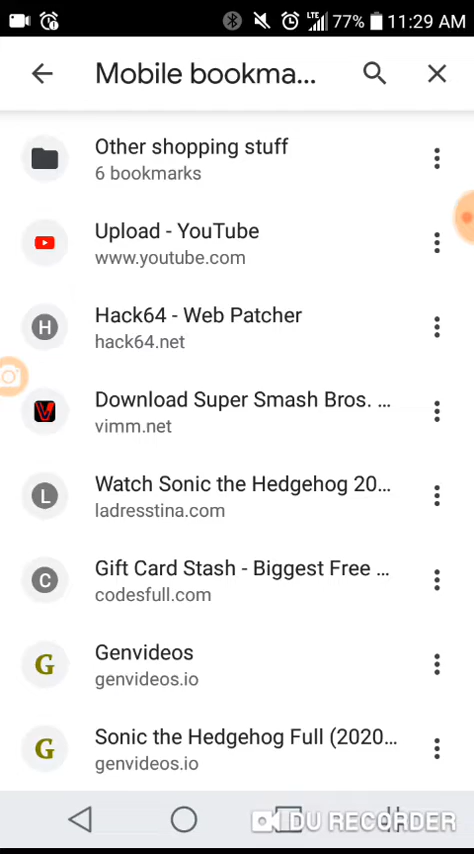 LTE 77% 11:29 AM
Mobile bookma...
Other shopping stuff
6 bookmarks
Upload - YouTube
www.youtube.com
H
Hack64 - Web Patcher
hack64.net
V
Download Super Smash Bros. ...
vimm.net
L
Watch Sonic the Hedgehog 20...
ladresstina.com
C
Gift Card Stash - Biggest Free ...
codesfull.com
G
Genvideos
genvideos.io
G
Sonic the Hedgehog Full (2020...
genvideos.io
DU RECORDER